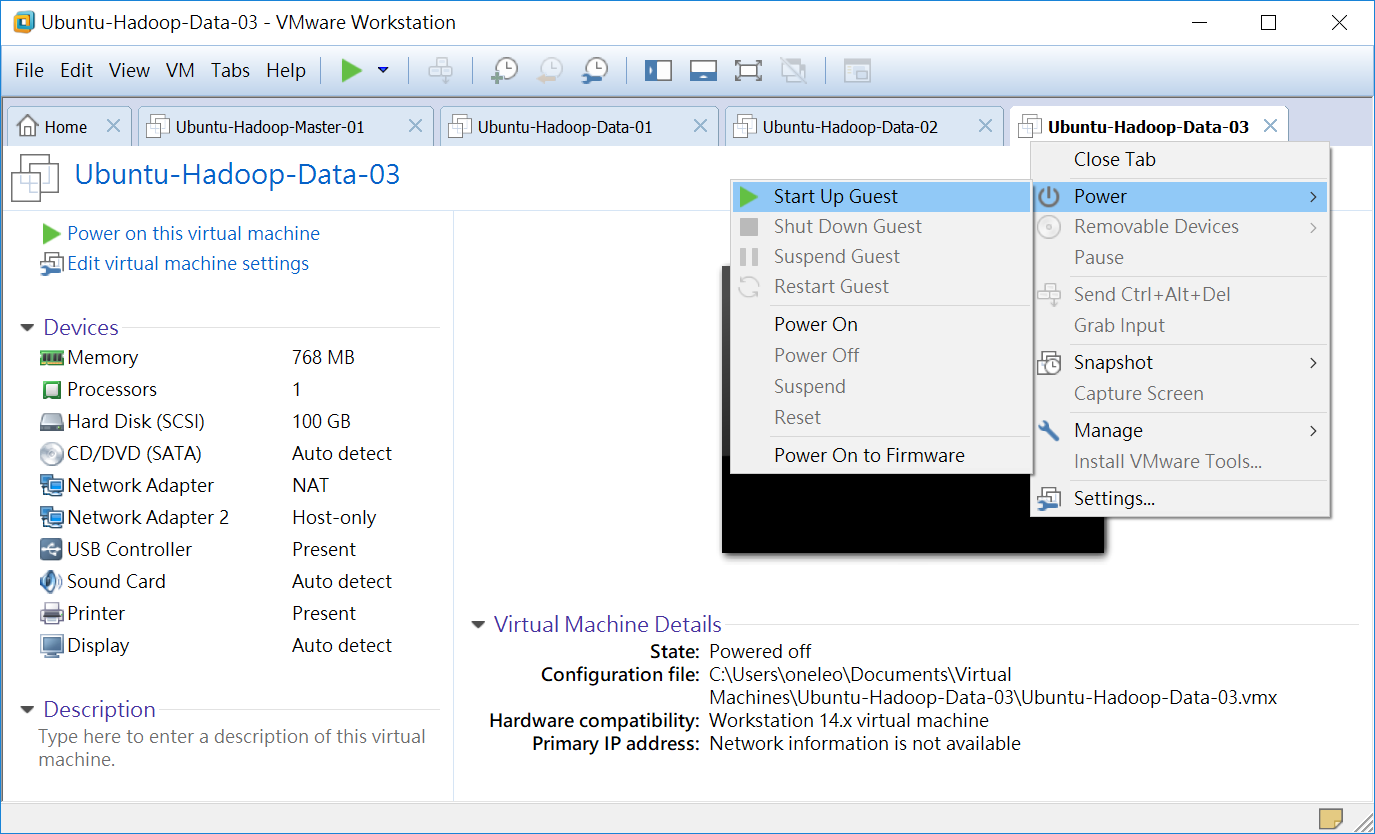 Ubuntu-Hadoop-Data-03 - VMware Workstation
File Edit View VM Tabs Help
Home Ubuntu-Hadoop-Master-01 Ubuntu-Hadoop-Data-01 Ubuntu-Hadoop-Data-02 Ubuntu-Hadoop-Data-03
Ubuntu-Hadoop-Data-03
Power on this virtual machine
Edit virtual machine settings
Devices
Memory 768 MB
Processors 1
Hard Disk (SCSI) 100 GB
CD/DVD (SATA) Auto detect
Network Adapter NAT
Network Adapter 2 Host-only
USB Controller Present
Sound Card Auto detect
Printer Present
Display Auto detect
Description
Type here to enter a description of this virtual
machine.
Close Tab
Power
Removable Devices
Pause
Send Ctrl+Alt+Del
Grab Input
Snapshot
Capture Screen
Manage
Install VMware Tools...
Settings...
Start Up Guest
Shut Down Guest
Suspend Guest
Restart Guest
Power On
Power Off
Suspend
Reset
Power On to Firmware
Virtual Machine Details
State: Powered off
Configuration file: C:\Users\oneleo\Documents\Virtual
Machines\Ubuntu-Hadoop-Data-03\Ubuntu-Hadoop-Data-03.vmx
Hardware compatibility: Workstation 14.x virtual machine
Primary IP address: Network information is not available